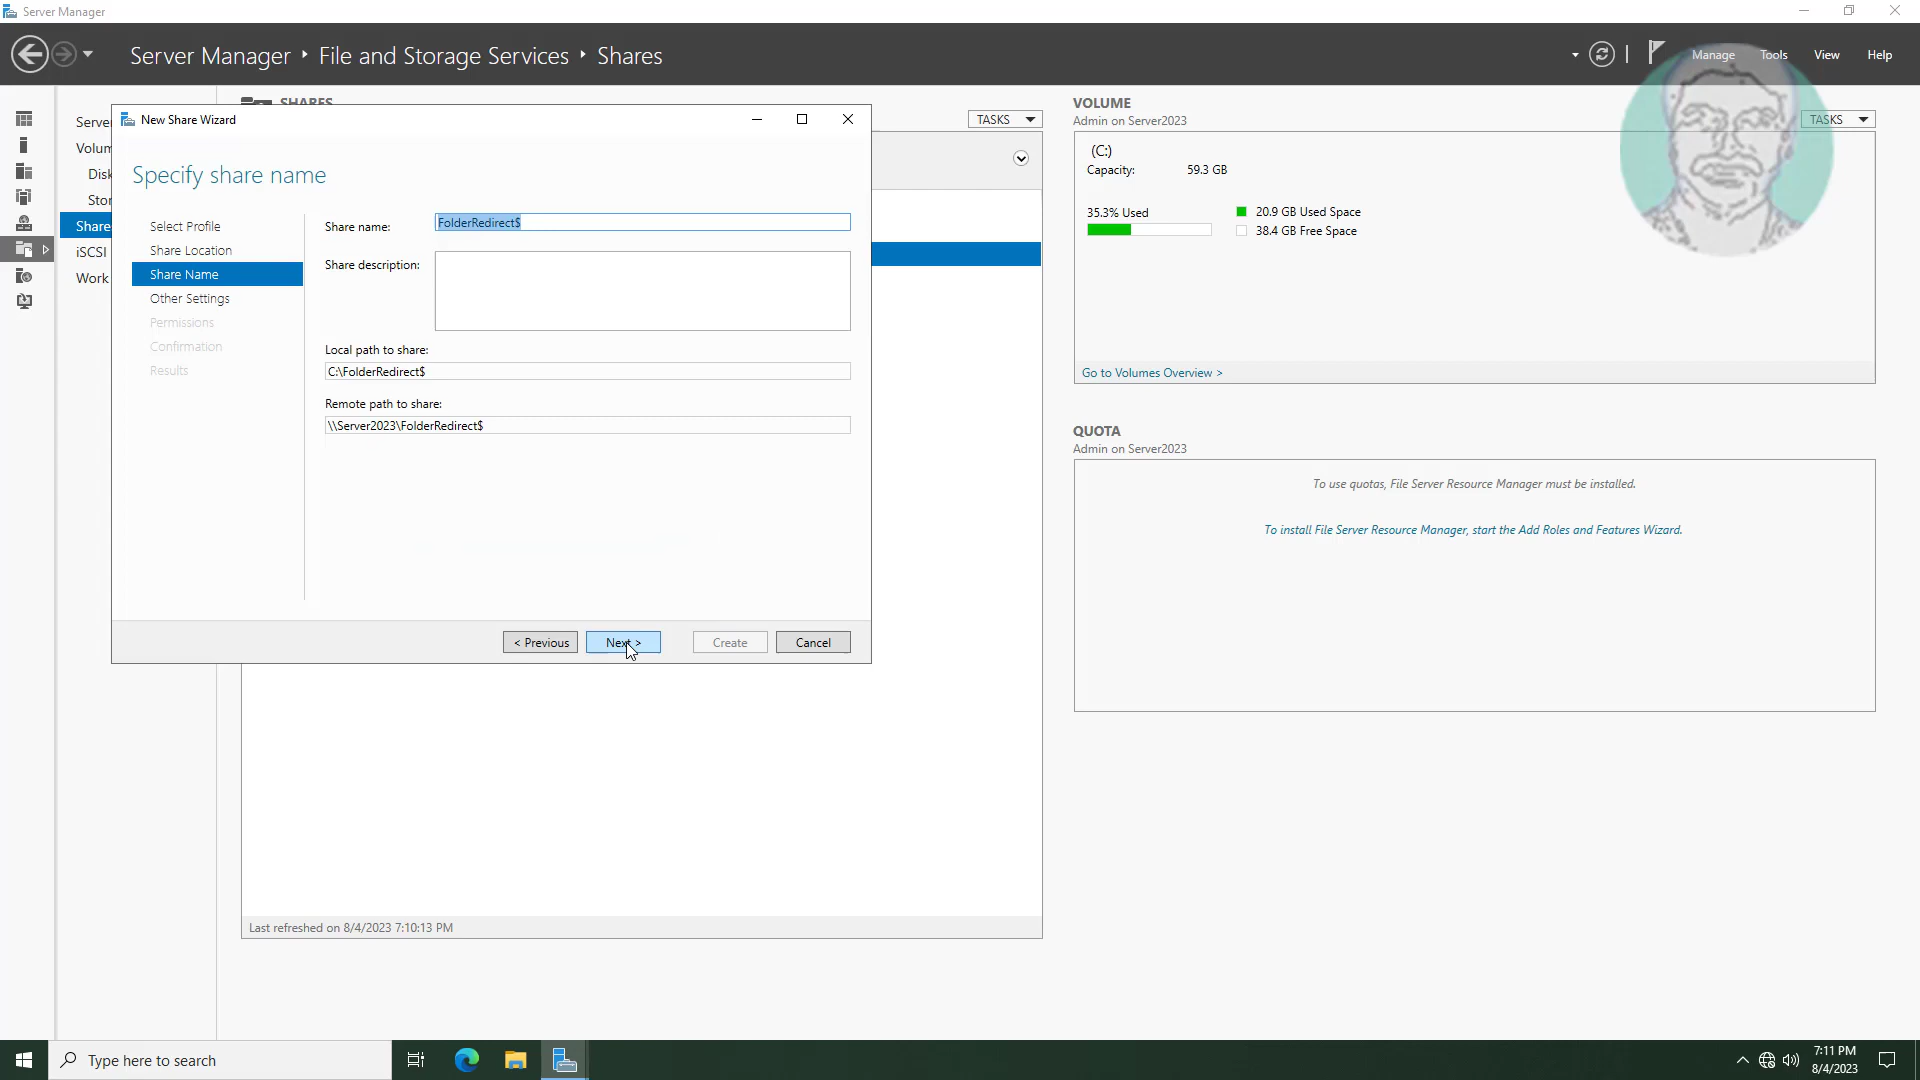 Server Manager
Server Manager ‣ File and Storage Services ‣ Shares
Manage Tools View Help
Server
Volum
Disk
Stor
Share
iSCSI
Work
SHARES
TASKS
New Share Wizard
Specify share name
Select Profile
Share Location
Share Name
Other Settings
Permissions
Confirmation
Results
Share name: FolderRedirect$
Share description:
Local path to share:
C:\FolderRedirect$
Remote path to share:
\\Server2023\FolderRedirect$
< Previous Next > Create Cancel
Last refreshed on 8/4/2023 7:10:13 PM
VOLUME
Admin on Server2023
TASKS
(C:)
Capacity: 59.3 GB
35.3% Used
20.9 GB Used Space
38.4 GB Free Space
Go to Volumes Overview >
QUOTA
Admin on Server2023
To use quotas, File Server Resource Manager must be installed.
To install File Server Resource Manager, start the Add Roles and Features Wizard.
Type here to search
7:11 PM
8/4/2023